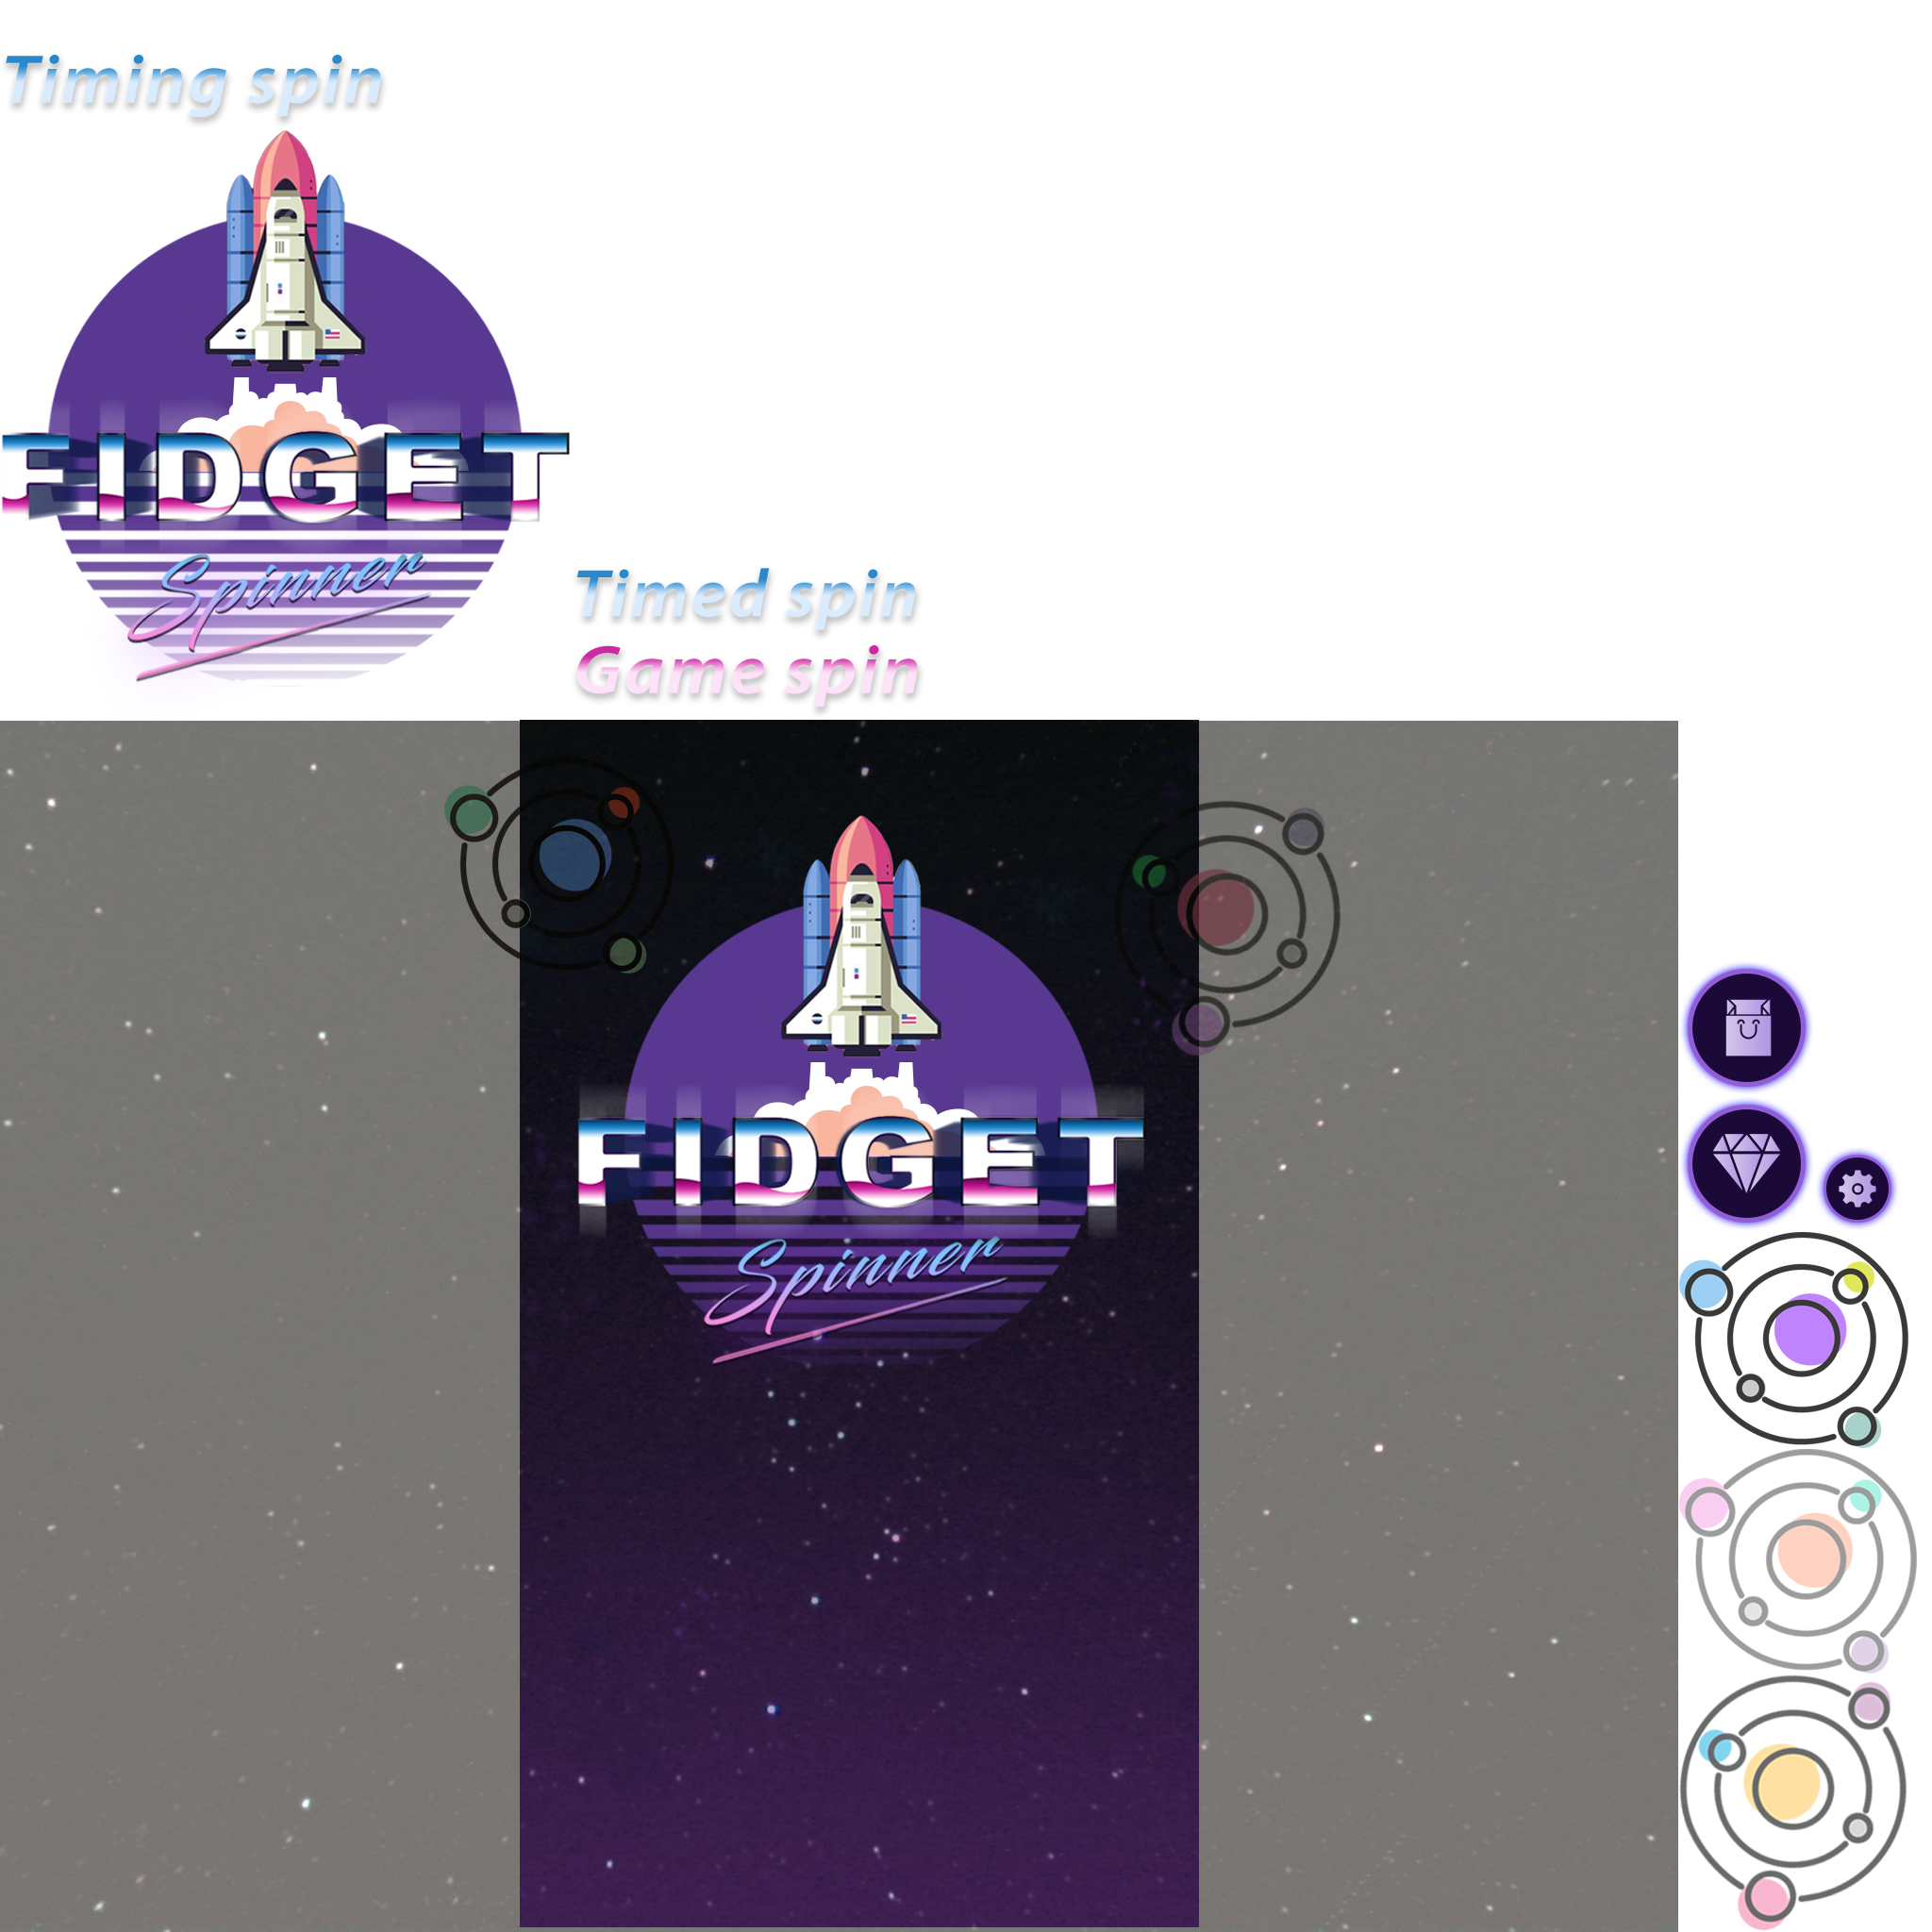 Timing spin
FIDGET
Spinner
Timed spin
Game spin
FIDGET
Spinner